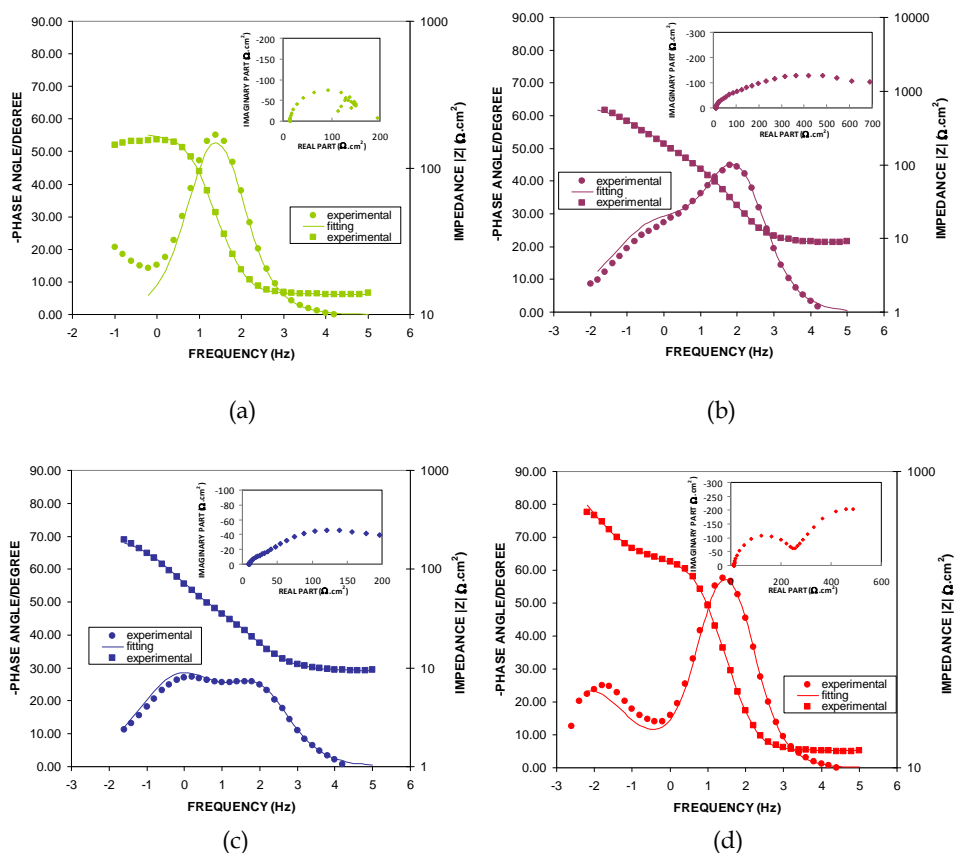 90.00
80.00
70.00
60.00
50.00
40.00
30.00
20.00
10.00
0.00
-PHASE ANGLE/DEGREE
1000
100
10
IMPEDANCE |Z| Ω.cm²
-2 -1 0 1 2 3 4 5 6
FREQUENCY (Hz)
experimental
fitting
experimental
IMAGINARY PART Ω.cm²
-200
-150
-100
-50
0
0 100 200
REAL PART (Ω.cm²)
(a)
90.00
80.00
70.00
60.00
50.00
40.00
30.00
20.00
10.00
0.00
-PHASE ANGLE/DEGREE
10000
1000
100
10
1
IMPEDANCE |Z| Ω.cm²
-3 -2 -1 0 1 2 3 4 5 6
FREQUENCY (Hz)
experimental
fitting
experimental
IMAGINARY PART Ω.cm²
-300
-200
-100
0
0 100 200 300 400 500 600 700
REAL PART (Ω.cm²)
(b)
90.00
80.00
70.00
60.00
50.00
40.00
30.00
20.00
10.00
0.00
-PHASE ANGLE/DEGREE
1000
100
10
1
IMPEDANCE |Z| Ω.cm²
-3 -2 -1 0 1 2 3 4 5 6
FREQUENCY (Hz)
experimental
fitting
experimental
IMAGINARY PART Ω.cm²
-100
-80
-60
-40
-20
0
0 50 100 150 200
REAL PART (Ω.cm²)
(c)
90.00
80.00
70.00
60.00
50.00
40.00
30.00
20.00
10.00
0.00
-PHASE ANGLE/DEGREE
1000
10
IMPEDANCE |Z| Ω.cm²
-3 -2 -1 0 1 2 3 4 5 6
FREQUENCY (Hz)
experimental
fitting
experimental
IMAGINARY PART Ω.cm²
-300
-250
-200
-150
-100
-50
0
0 200 400 600
REAL PART (Ω.cm²)
(d)